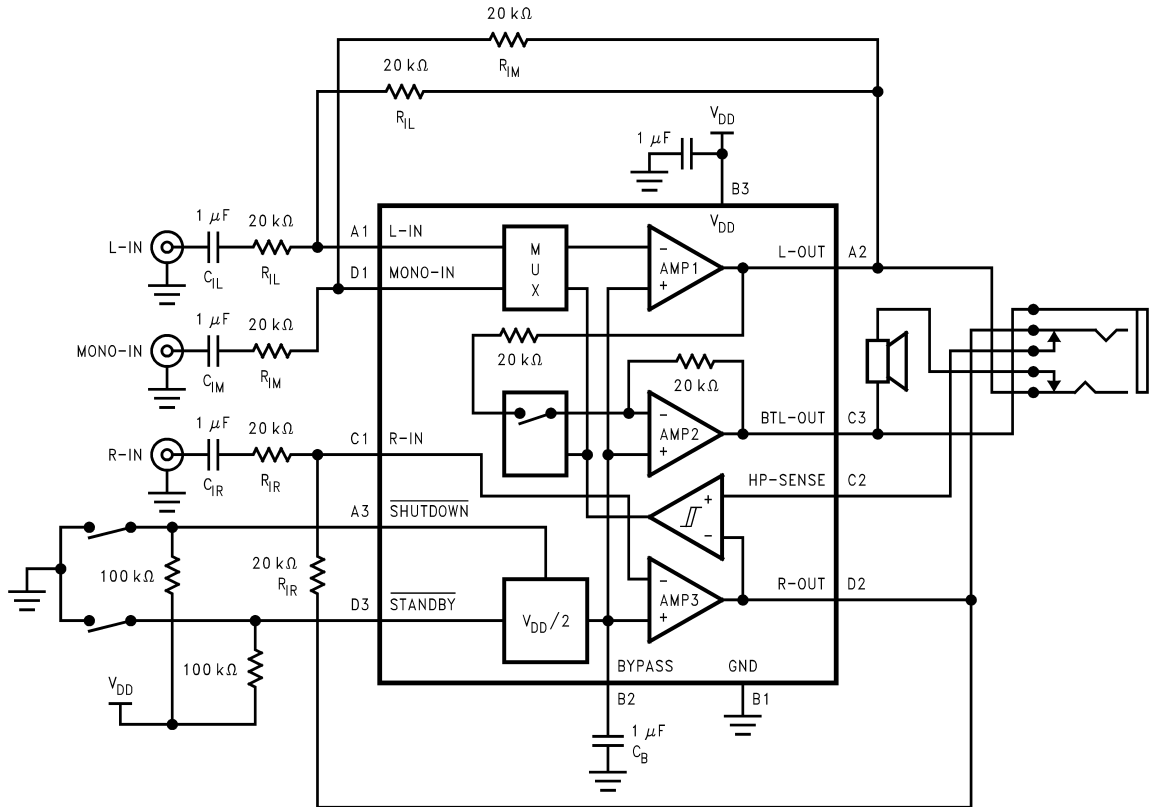 20 kΩ
R_IM
20 kΩ
R_IL
V_DD
1 μF
B3
V_DD
1 μF
20 kΩ
L-IN
C_IL
R_IL
A1
L-IN
D1
MONO-IN
M
U
X
−
AMP1
+
L-OUT
A2
1 μF
20 kΩ
MONO-IN
C_IM
R_IM
20 kΩ
20 kΩ
−
AMP2
+
BTL-OUT
C3
1 μF
20 kΩ
R-IN
C_IR
R_IR
C1
R-IN
HP-SENSE
C2
+
−
A3
SHUTDOWN
100 kΩ
20 kΩ
R_IR
D3
STANDBY
V_DD/2
−
AMP3
+
R-OUT
D2
100 kΩ
V_DD
BYPASS
GND
B2
B1
1 μF
C_B